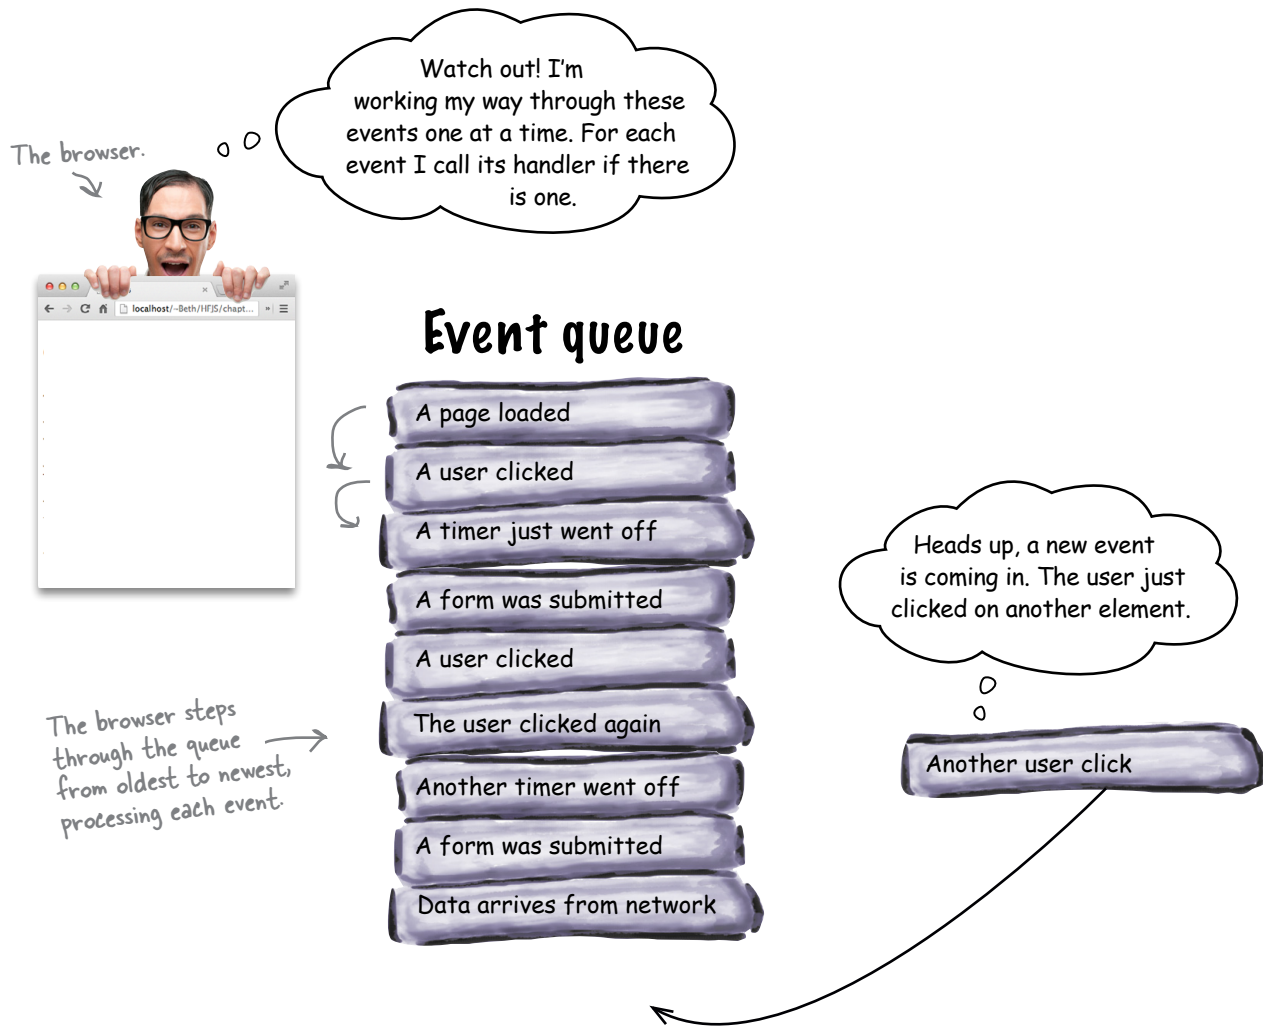 Watch out! I'm
working my way through these
events one at a time. For each
event I call its handler if there
is one.
The browser.
localhost/~Beth/HFJS/chapt...
Event queue
A page loaded
A user clicked
A timer just went off
A form was submitted
A user clicked
The user clicked again
Another timer went off
A form was submitted
Data arrives from network
The browser steps
through the queue
from oldest to newest,
processing each event.
Heads up, a new event
is coming in. The user just
clicked on another element.
Another user click